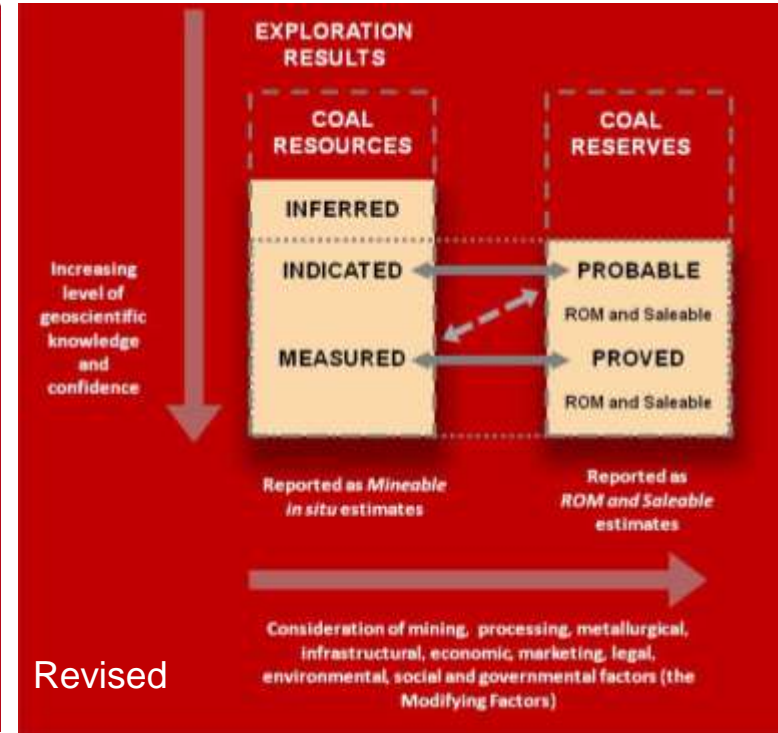 EXPLORATION
RESULTS
COAL
RESOURCES
COAL
RESERVES
INFERRED
INDICATED
PROBABLE
ROM and Saleable
MEASURED
PROVED
ROM and Saleable
Increasing
level of
geoscientific
knowledge
and
confidence
Reported as Mineable
in situ estimates
Reported as
ROM and Saleable
estimates
Consideration of mining, processing, metallurgical,
infrastructural, economic, marketing, legal,
environmental, social and governmental factors (the
Modifying Factors)
Revised